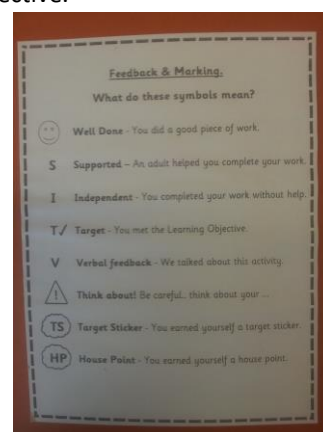 Feedback & Marking.
What do these symbols mean?
Well Done - You did a good piece of work.
S Supported – An adult helped you complete your work.
I Independent - You completed your work without help.
T✓ Target - You met the Learning Objective.
V Verbal feedback - We talked about this activity.
! Think about! Be careful.. think about your ...
TS Target Sticker - You earned yourself a target sticker.
HP House Point - You earned yourself a house point.